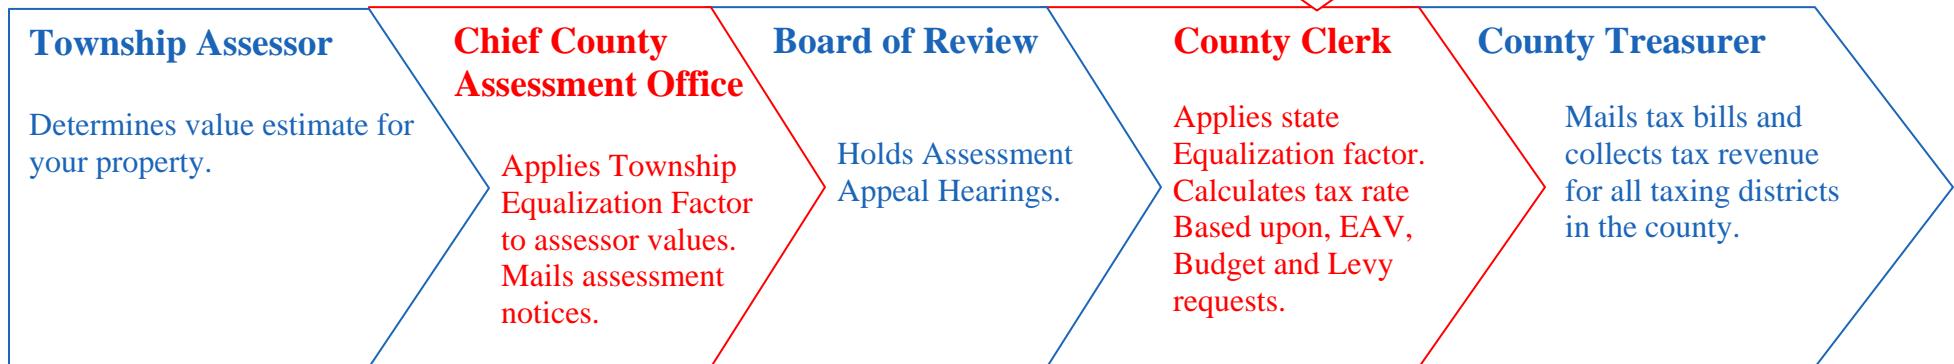 Township Assessor
Determines value estimate for
your property.
Chief County
Assessment Office
Applies Township
Equalization Factor
to assessor values.
Mails assessment
notices.
Board of Review
Holds Assessment
Appeal Hearings.
County Clerk
Applies state
Equalization factor.
Calculates tax rate
Based upon, EAV,
Budget and Levy
requests.
County Treasurer
Mails tax bills and
collects tax revenue
for all taxing districts
in the county.